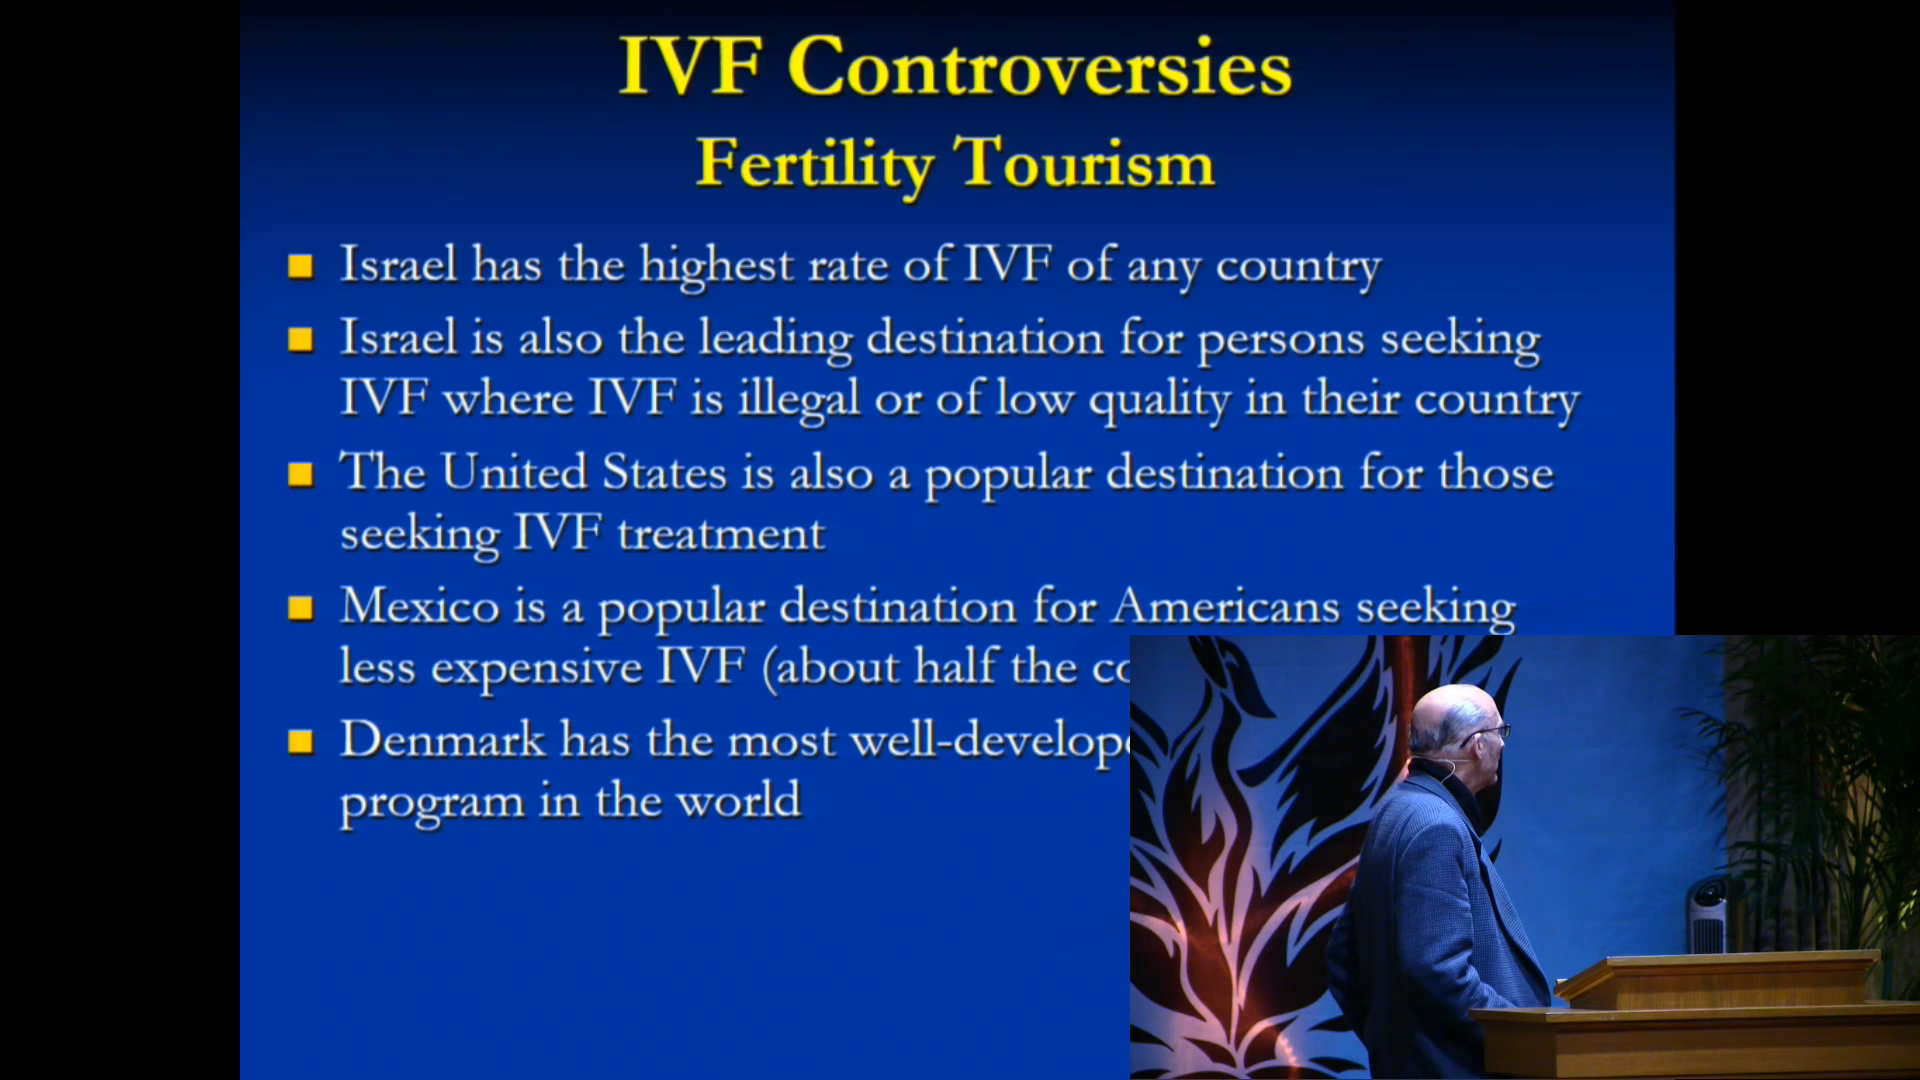 IVF Controversies
Fertility Tourism
Israel has the highest rate of IVF of any country
Israel is also the leading destination for persons seeking
IVF where IVF is illegal or of low quality in their country
The United States is also a popular destination for those
seeking IVF treatment
Mexico is a popular destination for Americans seeking
less expensive IVF (about half the
Denmark has the most
program in the world